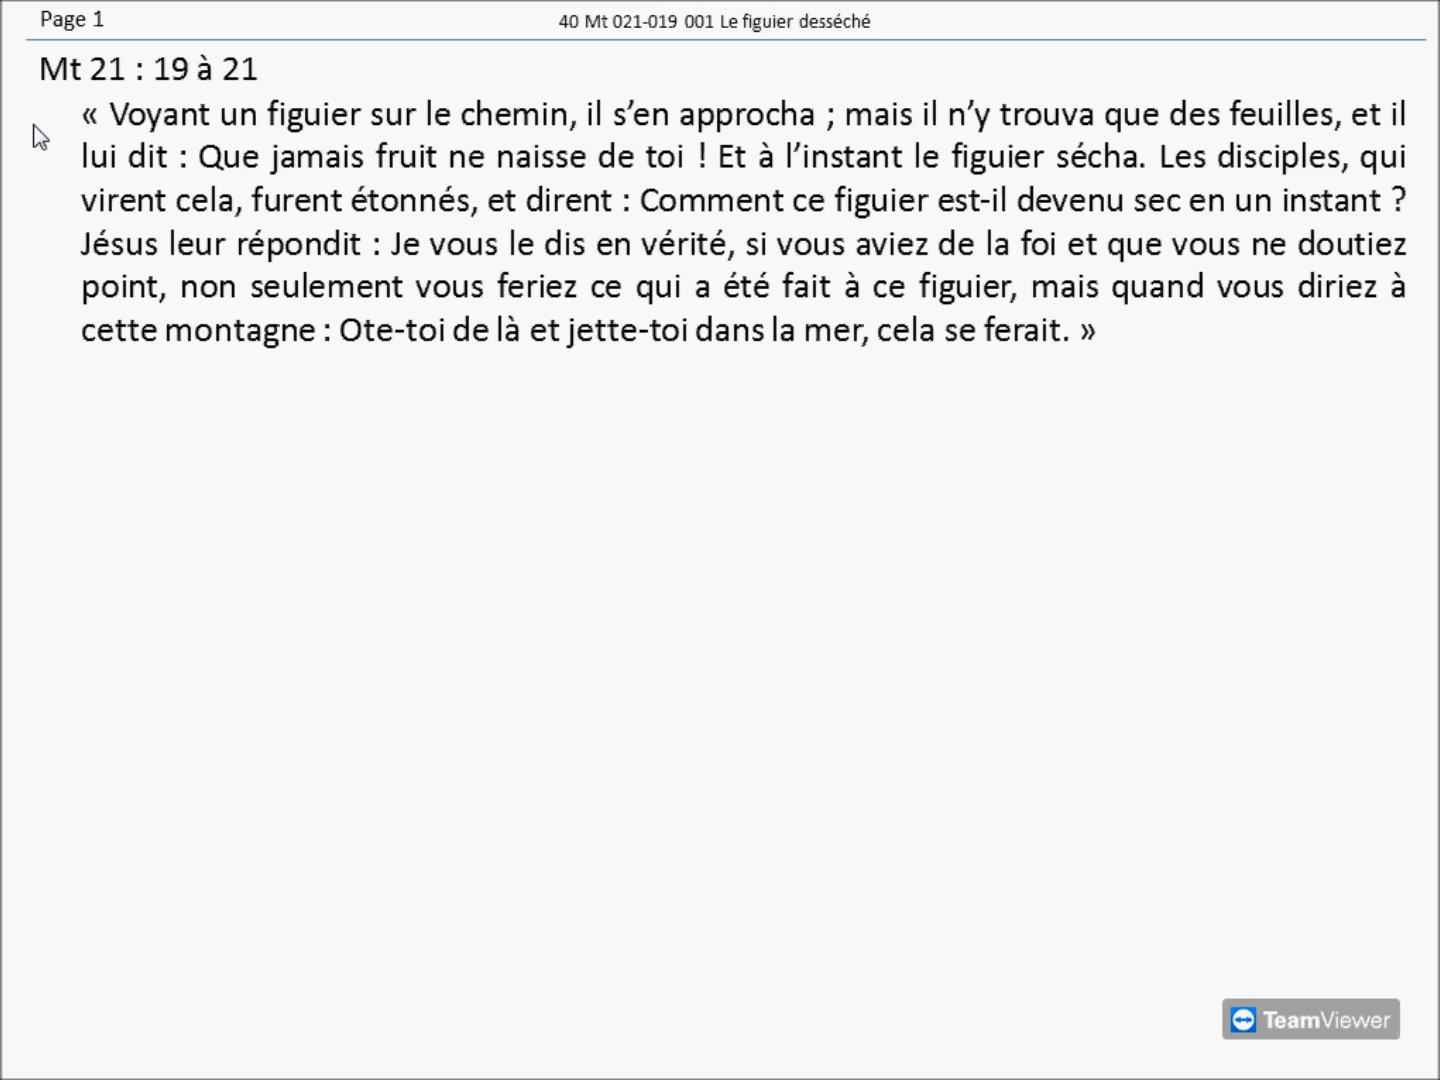 Page 1
40 Mt 021-019 001 Le figuier desséché
Mt 21 : 19 à 21
« Voyant un figuier sur le chemin, il s’en approcha ; mais il n’y trouva que des feuilles, et il
lui dit : Que jamais fruit ne naisse de toi ! Et à l’instant le figuier sécha. Les disciples, qui
virent cela, furent étonnés, et dirent : Comment ce figuier est-il devenu sec en un instant ?
Jésus leur répondit : Je vous le dis en vérité, si vous aviez de la foi et que vous ne doutiez
point, non seulement vous feriez ce qui a été fait à ce figuier, mais quand vous diriez à
cette montagne : Ote-toi de là et jette-toi dans la mer, cela se ferait. »
TeamViewer